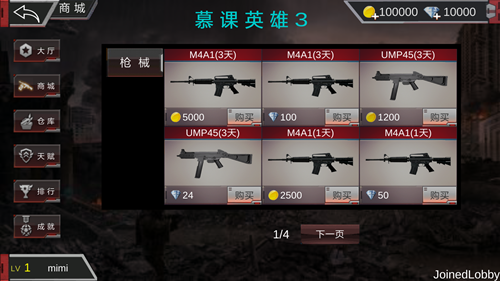 商城
慕课英雄3
100000
10000
大厅
商城
仓库
天赋
排行
成就
枪械
M4A1(3天)
M4A1(3天)
UMP45(3天)
5000 购买
100 购买
1200 购买
UMP45(3天)
M4A1(1天)
M4A1(1天)
24 购买
2500 购买
50 购买
1/4
下一页
LV 1 mimi
JoinedLobby